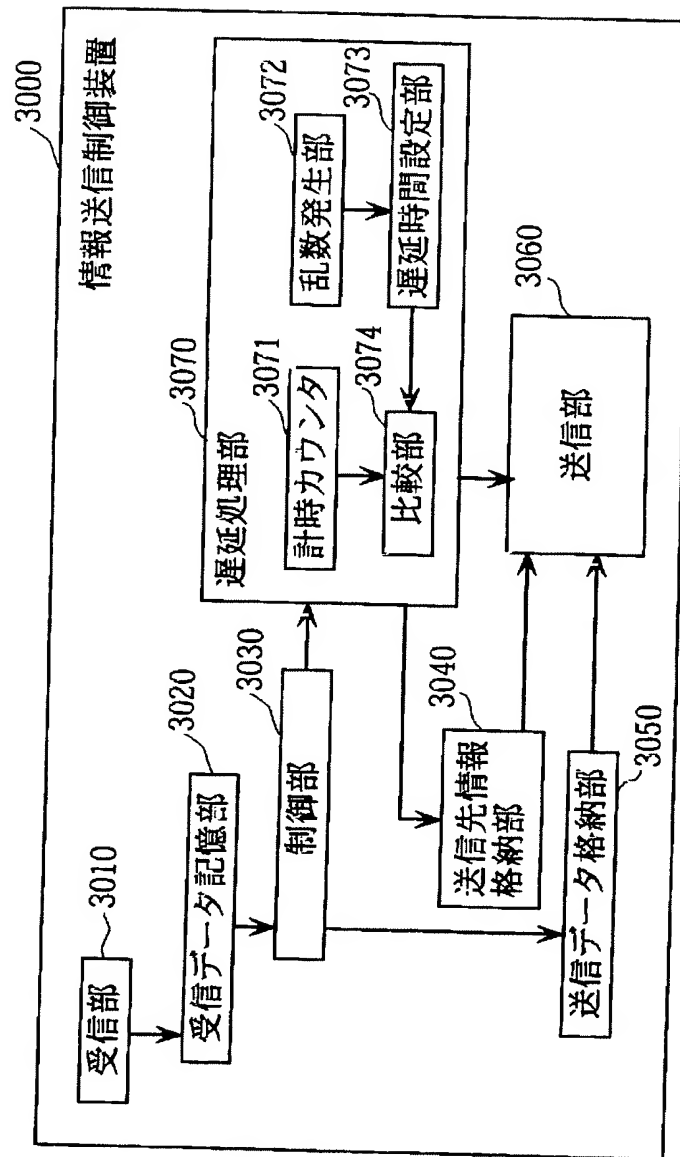 3000
情報送信制御装置
3010
受信部
3020
受信データ記憶部
3030
制御部
3070
遅延処理部
3071
計時カウンタ
3072
乱数発生部
3073
遅延時間設定部
3074
比較部
3040
送信先情報
格納部
3050
送信データ格納部
3060
送信部